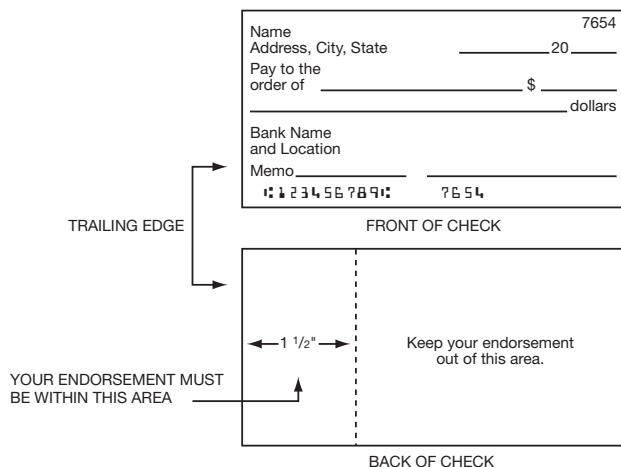 7654
Name
Address, City, State 20
Pay to the
order of $
dollars
Bank Name
and Location
Memo
⑆123456789⑆ 7654
FRONT OF CHECK
TRAILING EDGE
1 1/2"
Keep your endorsement
out of this area.
YOUR ENDORSEMENT MUST
BE WITHIN THIS AREA
BACK OF CHECK